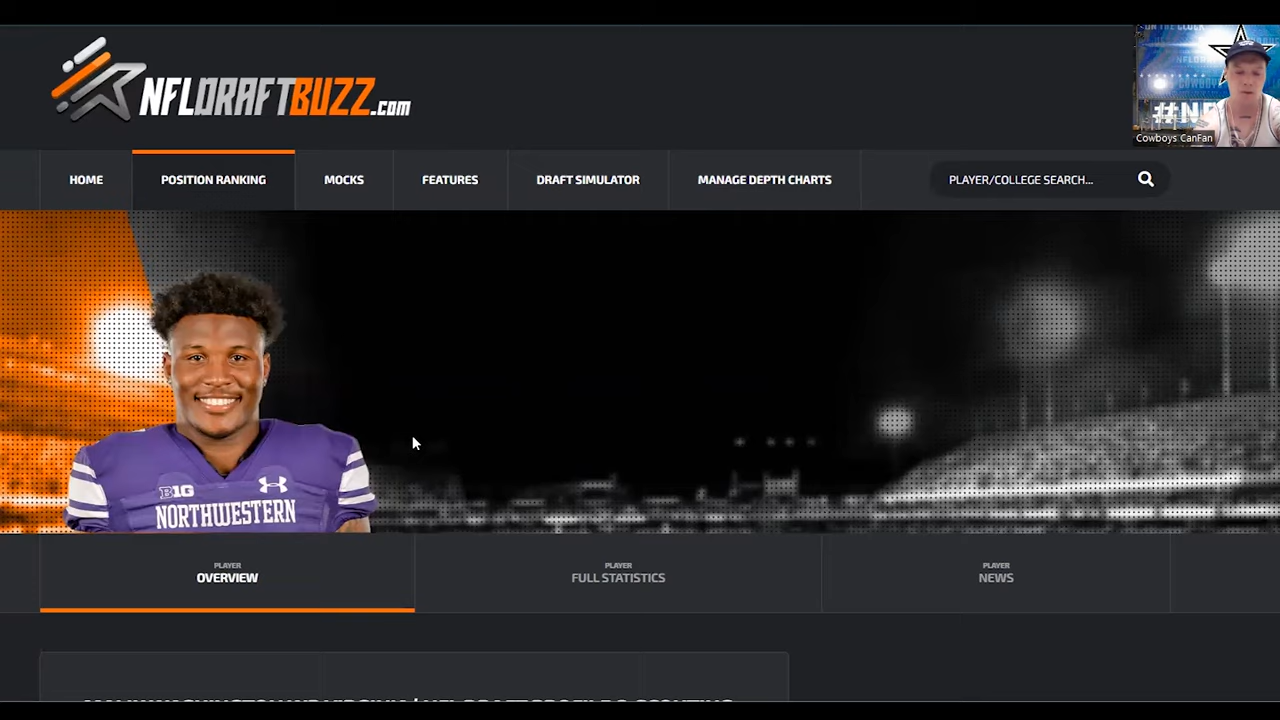 NFLDRAFTBUZZ.com
Cowboys CanFan
HOME
POSITION RANKING
MOCKS
FEATURES
DRAFT SIMULATOR
MANAGE DEPTH CHARTS
PLAYER/COLLEGE SEARCH...
B1G
NORTHWESTERN
PLAYER
OVERVIEW
PLAYER
FULL STATISTICS
PLAYER
NEWS